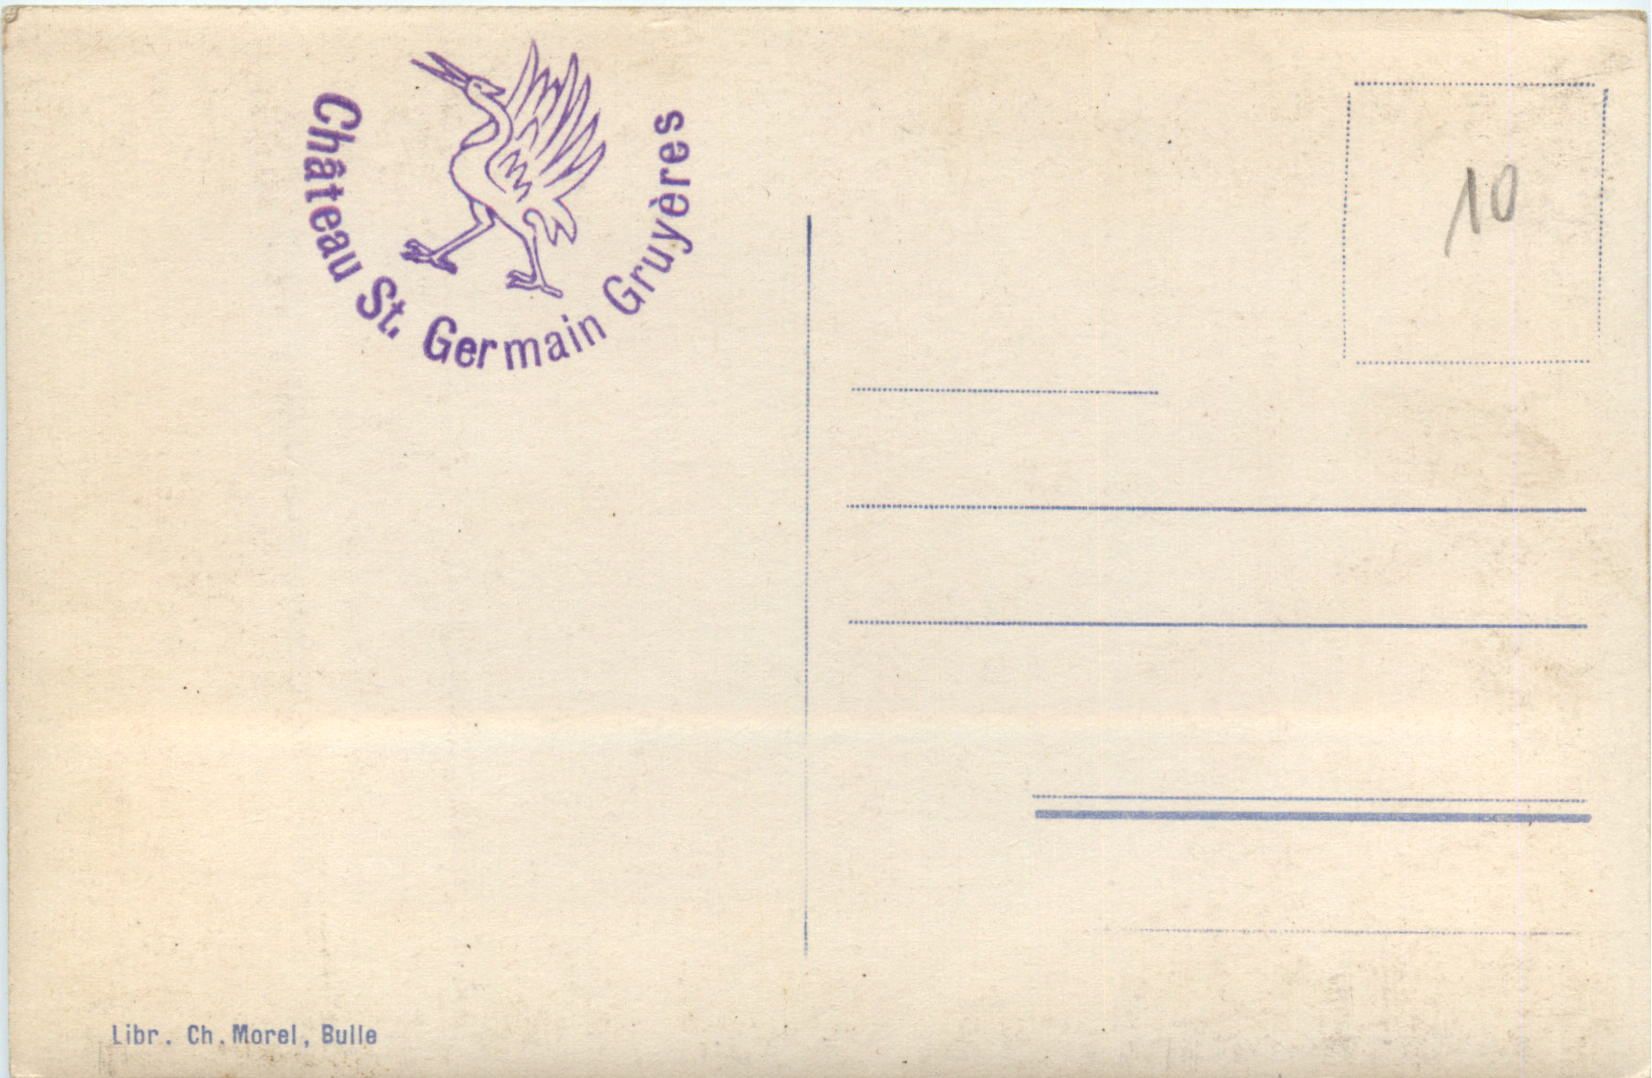 Château St. Germain Gruyères
10
Libr. Ch. Morel, Bulle